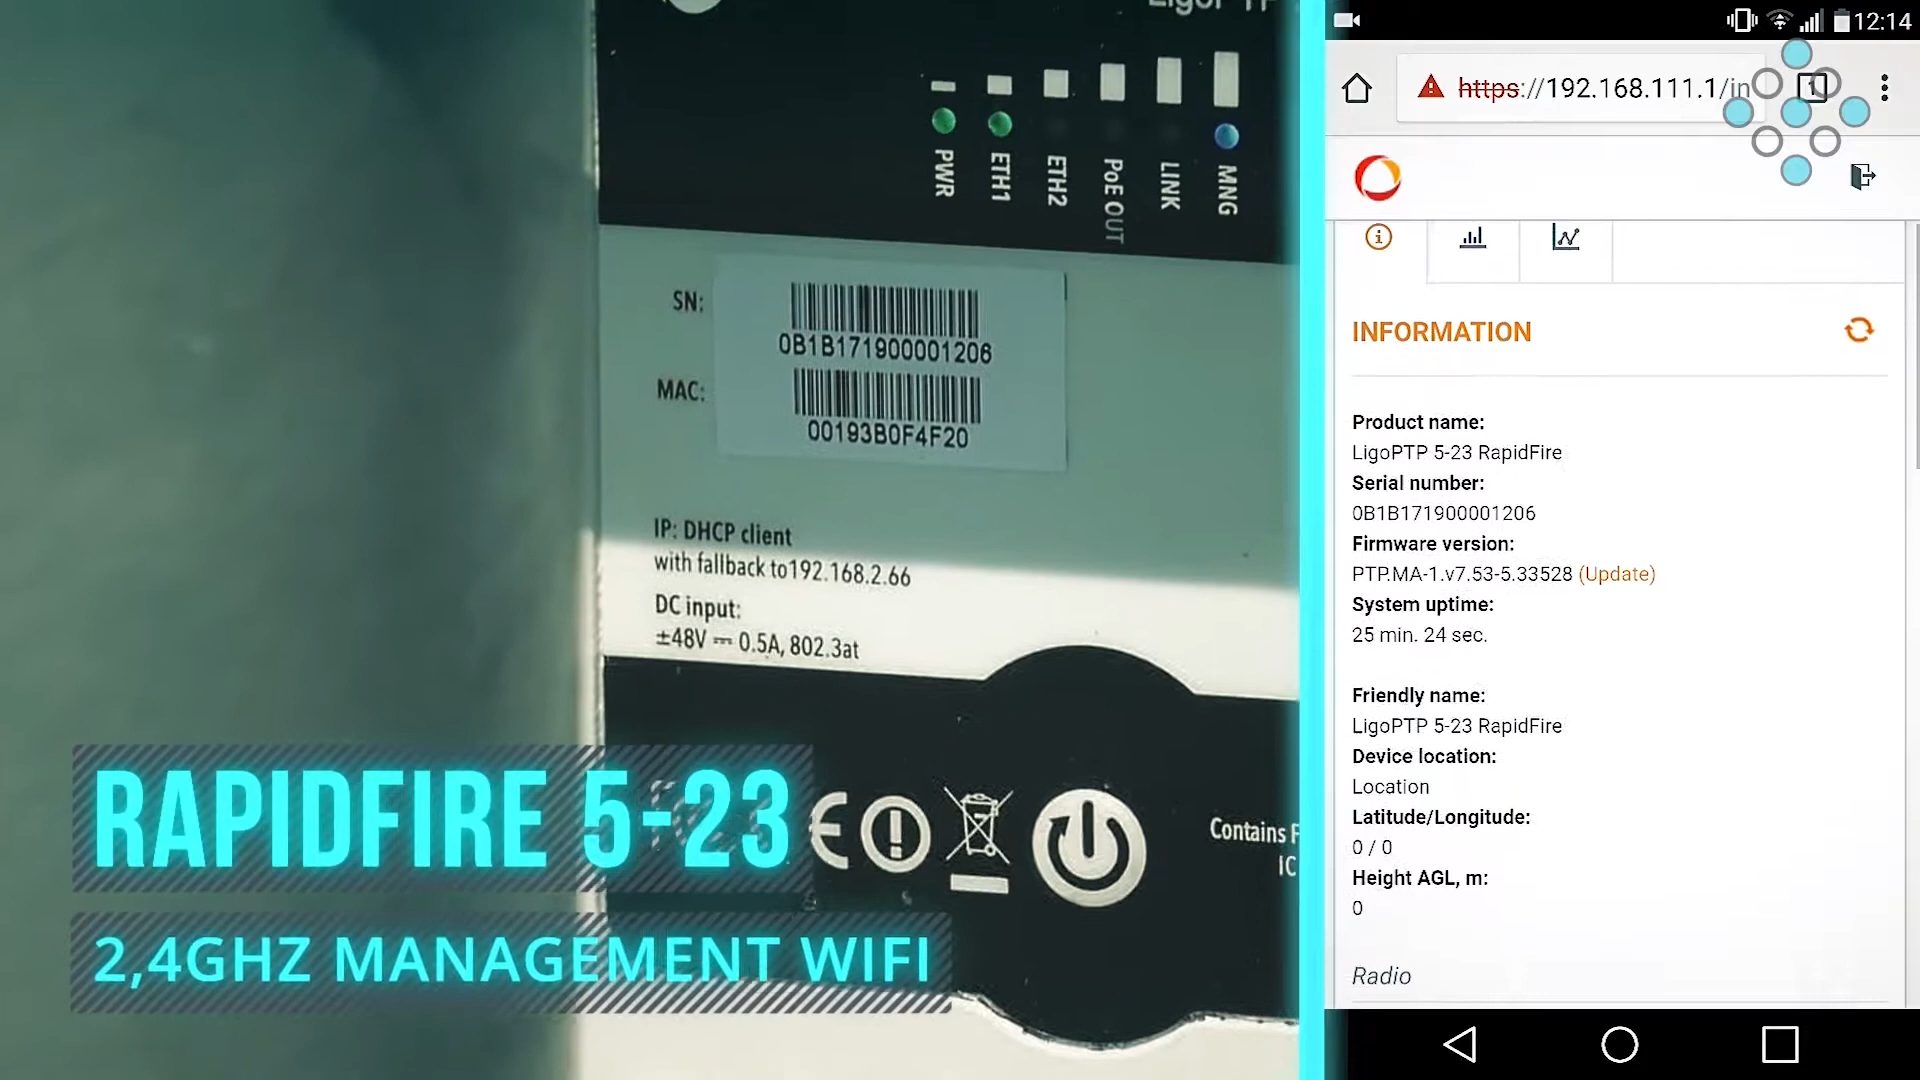 PWR
ETH1
ETH2
PoE OUT
LINK
MNG
SN:
0B1B171900001206
MAC:
00193B0F4F20
IP: DHCP client
with fallback to192.168.2.66
DC input:
±48V ⎓ 0.5A, 802.3at
CE
Contains
IC
RAPIDFIRE 5-23
2,4GHZ MANAGEMENT WIFI
12:14
https://192.168.111.1/in
1
INFORMATION
Product name:
LigoPTP 5-23 RapidFire
Serial number:
0B1B171900001206
Firmware version:
PTP.MA-1.v7.53-5.33528 (Update)
System uptime:
25 min. 24 sec.
Friendly name:
LigoPTP 5-23 RapidFire
Device location:
Location
Latitude/Longitude:
0 / 0
Height AGL, m:
0
Radio